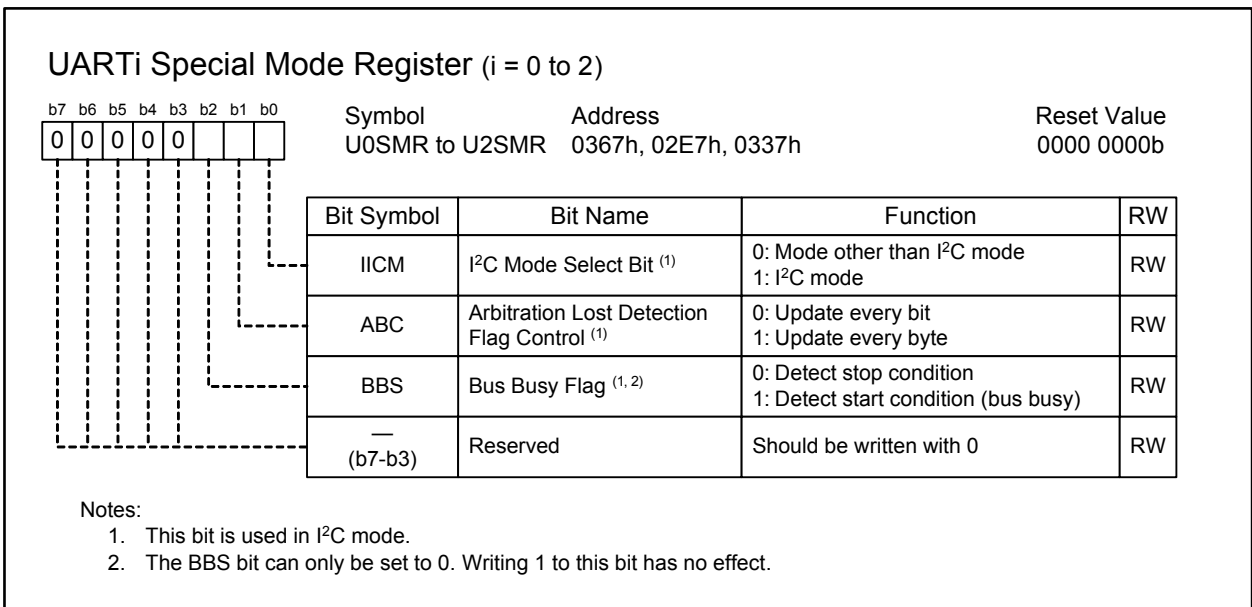 UARTi Special Mode Register (i = 0 to 2)
b7 b6 b5 b4 b3 b2 b1 b0
0 0 0 0 0
Symbol Address Reset Value
U0SMR to U2SMR 0367h, 02E7h, 0337h 0000 0000b
Bit Symbol Bit Name Function RW
IICM I²C Mode Select Bit (1) 0: Mode other than I²C mode
1: I²C mode RW
ABC Arbitration Lost Detection
Flag Control (1) 0: Update every bit
1: Update every byte RW
BBS Bus Busy Flag (1, 2) 0: Detect stop condition
1: Detect start condition (bus busy) RW
—
(b7-b3) Reserved Should be written with 0 RW
Notes:
1. This bit is used in I²C mode.
2. The BBS bit can only be set to 0. Writing 1 to this bit has no effect.